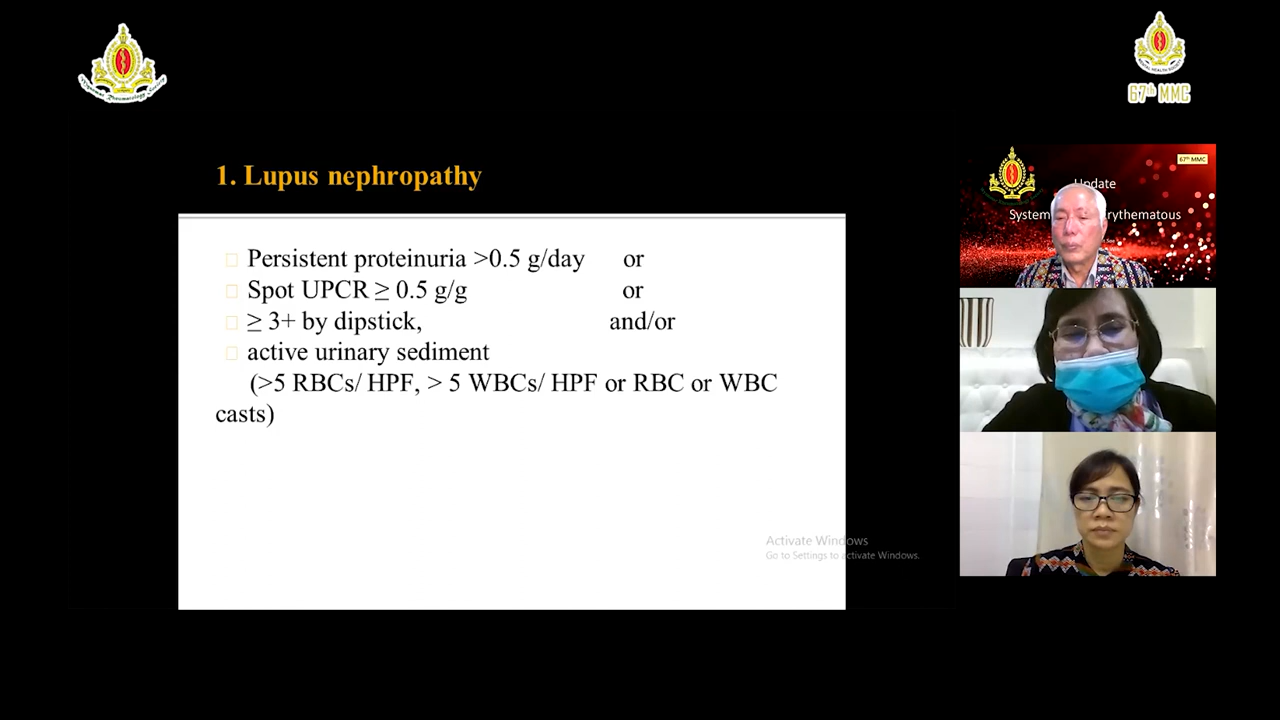 67th MMC
1. Lupus nephropathy
Persistent proteinuria >0.5 g/day or
Spot UPCR ≥ 0.5 g/g or
≥ 3+ by dipstick, and/or
active urinary sediment
(>5 RBCs/ HPF, > 5 WBCs/ HPF or RBC or WBC
casts)
Activate Windows
Go to Settings to activate Windows.
67th MMC
Update